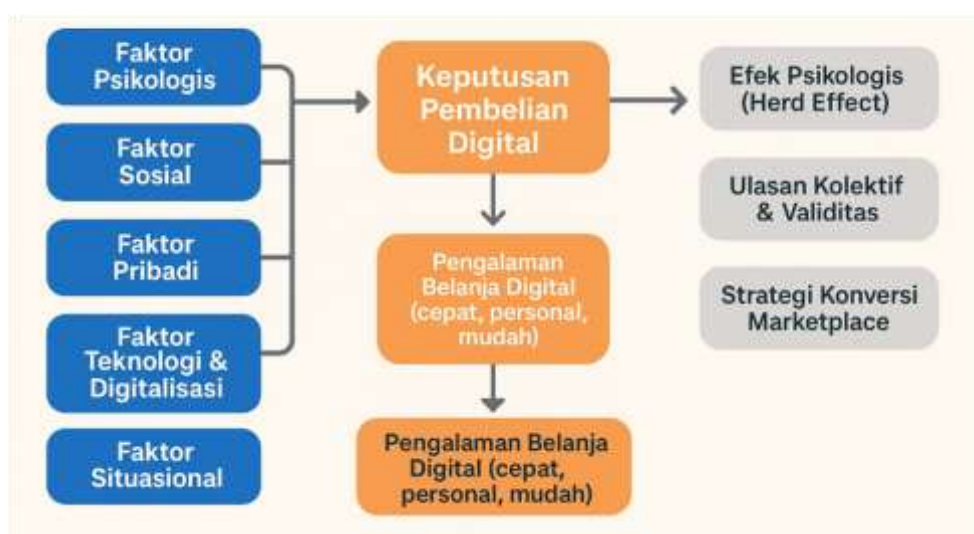 Faktor
Psikologis
Faktor
Sosial
Faktor
Pribadi
Faktor
Teknologi &
Digitalisasi
Faktor
Situasional
Keputusan
Pembelian
Digital
Pengalaman
Belanja Digital
(cepat, personal,
mudah)
Pengalaman Belanja
Digital (cepat,
personal, mudah)
Efek Psikologis
(Herd Effect)
Ulasan Kolektif
& Validitas
Strategi Konversi
Marketplace